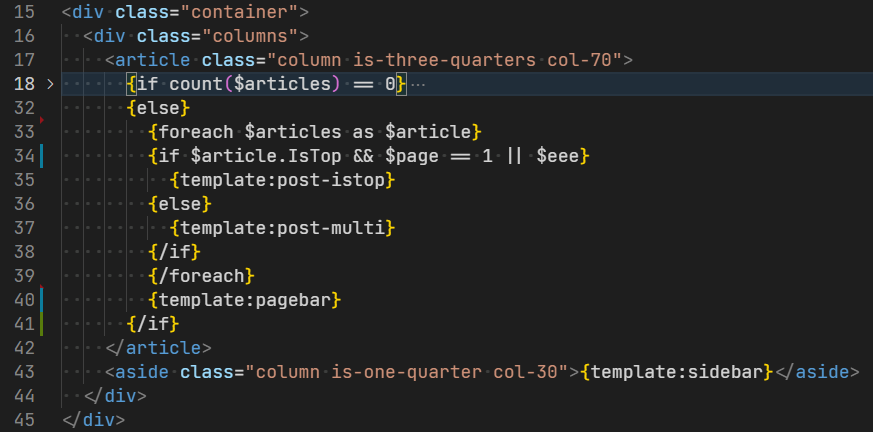 15 <div class="container">
16   <div class="columns">
17     <article class="column is-three-quarters col-70">
18       {if count($articles) == 0}…
32       {else}
33         {foreach $articles as $article}
34         {if $article.IsTop && $page == 1 || $eee}
35           {template:post-istop}
36         {else}
37           {template:post-multi}
38         {/if}
39         {/foreach}
40         {template:pagebar}
41       {/if}
42     </article>
43     <aside class="column is-one-quarter col-30">{template:sidebar}</aside>
44   </div>
45 </div>